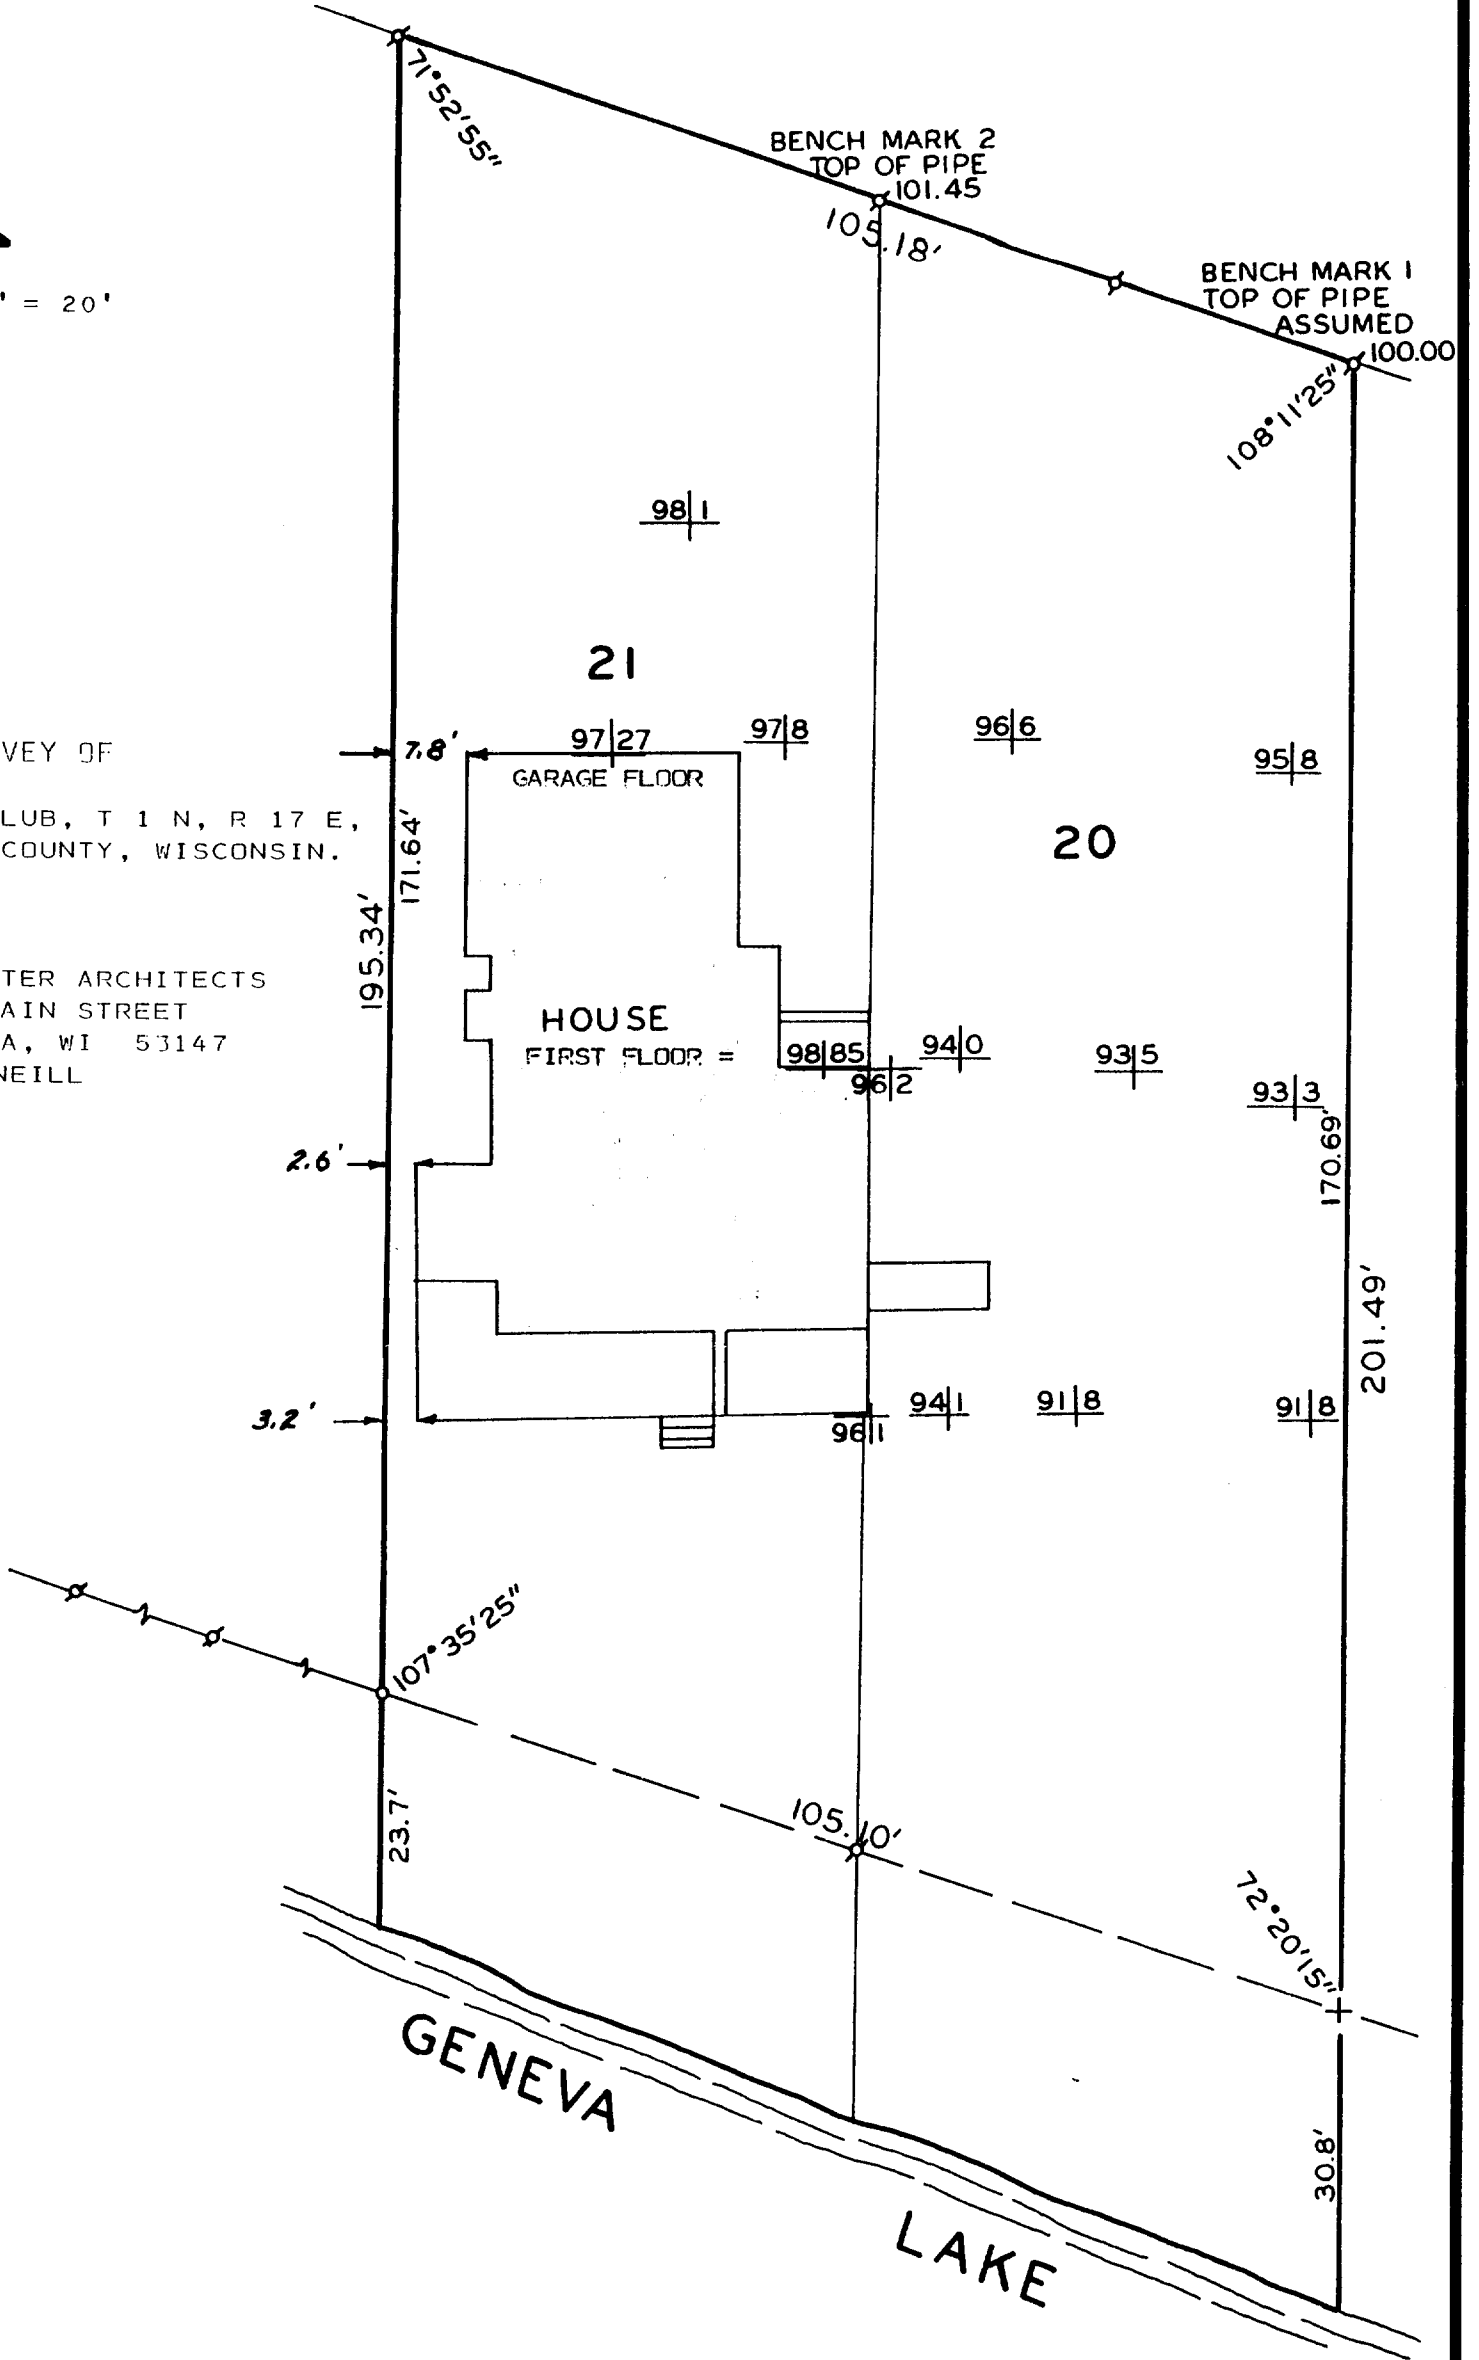 71°52'55"
BENCH MARK 2
TOP OF PIPE
101.45
105.18'
BENCH MARK 1
TOP OF PIPE
ASSUMED
100.00
108°11'25"
' = 20'
98|1
21
VEY OF
7.8'
97|27
97|8
96|6
95|8
GARAGE FLOOR
LUB, T 1 N, R 17 E,
COUNTY, WISCONSIN.
171.64'
195.34'
20
TER ARCHITECTS
AIN STREET
A, WI 53147
NEILL
HOUSE
FIRST FLOOR =
98|85
96|2
94|0
93|5
93|3
170.69'
2.6'
201.49'
3.2'
96|1
94|1
91|8
91|8
107°35'25"
23.7'
105.10'
72°20'15"
30.8'
GENEVA
LAKE